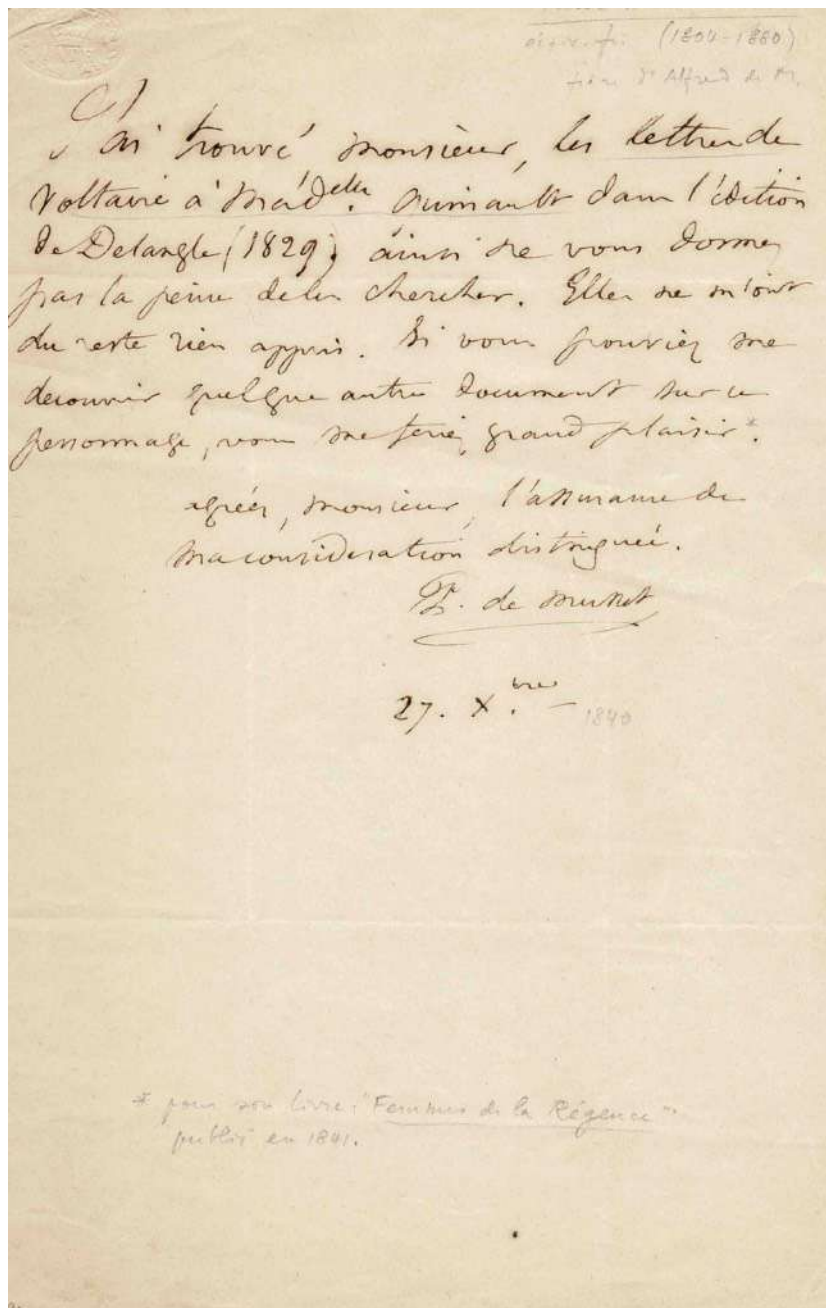 (1804-1880)
frère d'Alfred de M.
J'ai trouvé monsieur, les lettres de
Voltaire à Mad.elle Quinault dans l'édition
de Delangle (1829); ainsi ne vous donnez
pas la peine de les chercher. Elles ne m'ont
du reste rien appris. Si vous pouviez me
decouvrir quelque autre document sur ce
personnage, vous me feriez grand plaisir*.
agréez, monsieur, l'assurance de
ma considération distinguée.
P. de Musset
27. X.bre 1840
* pour son livre: "Femmes de la Régence"
publié en 1841.